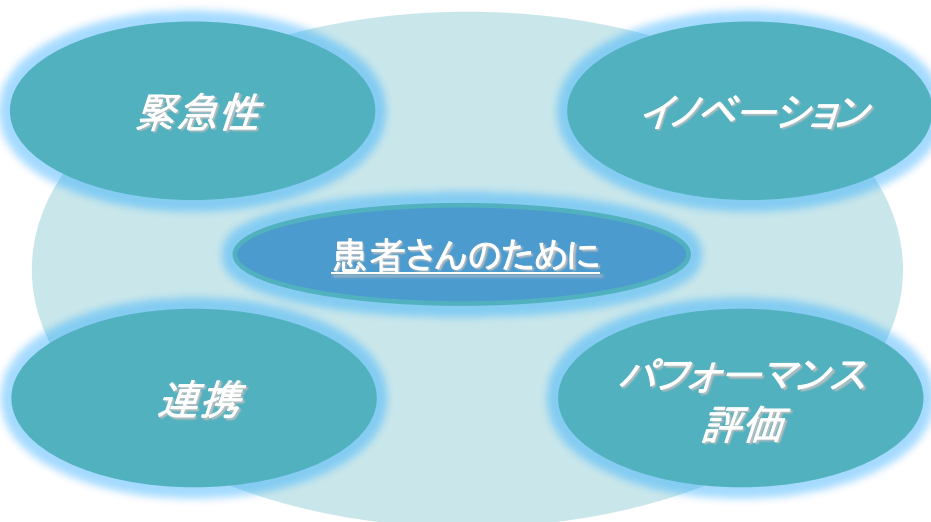 緊急性
イノベーション
患者さんのために
連携
パフォーマンス
評価